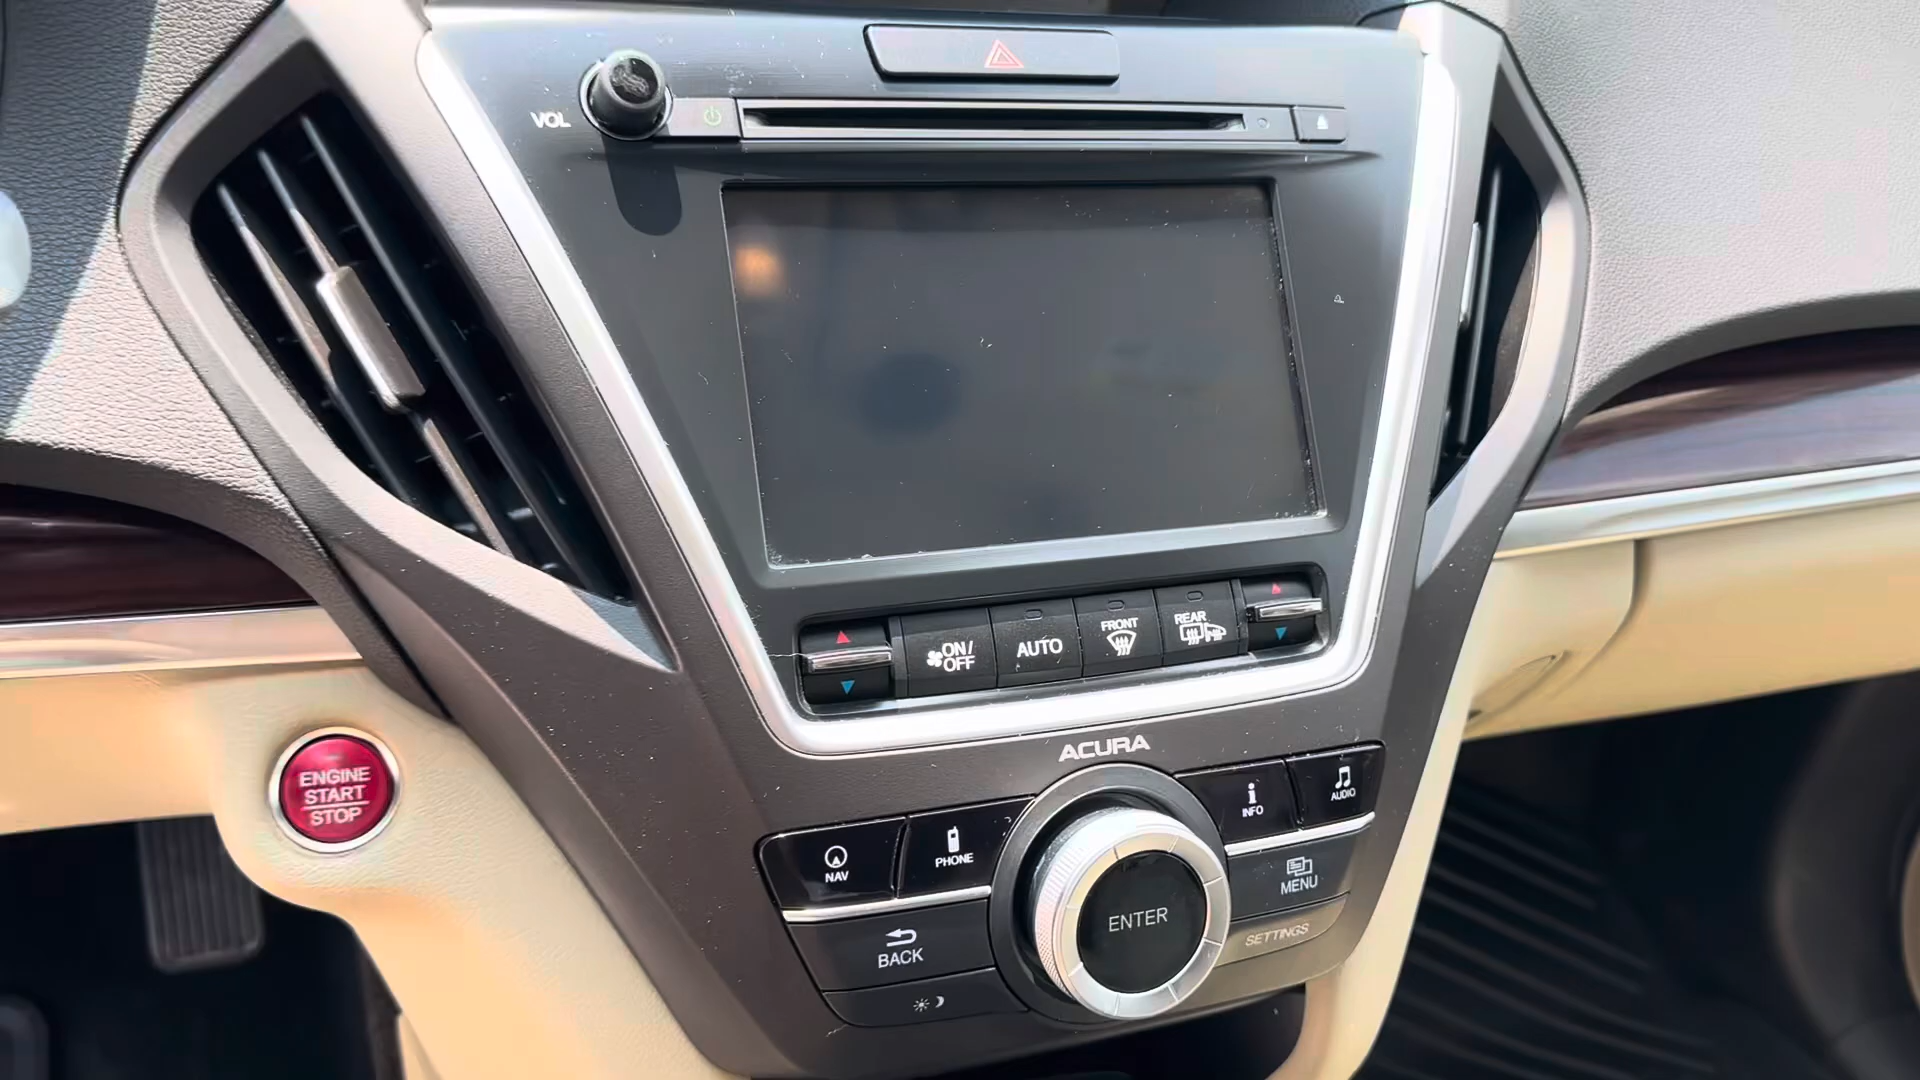 VOL
ON/
OFF
AUTO
FRONT
REAR
ACURA
ENGINE
START
STOP
NAV
PHONE
INFO
AUDIO
BACK
ENTER
MENU
SETTINGS